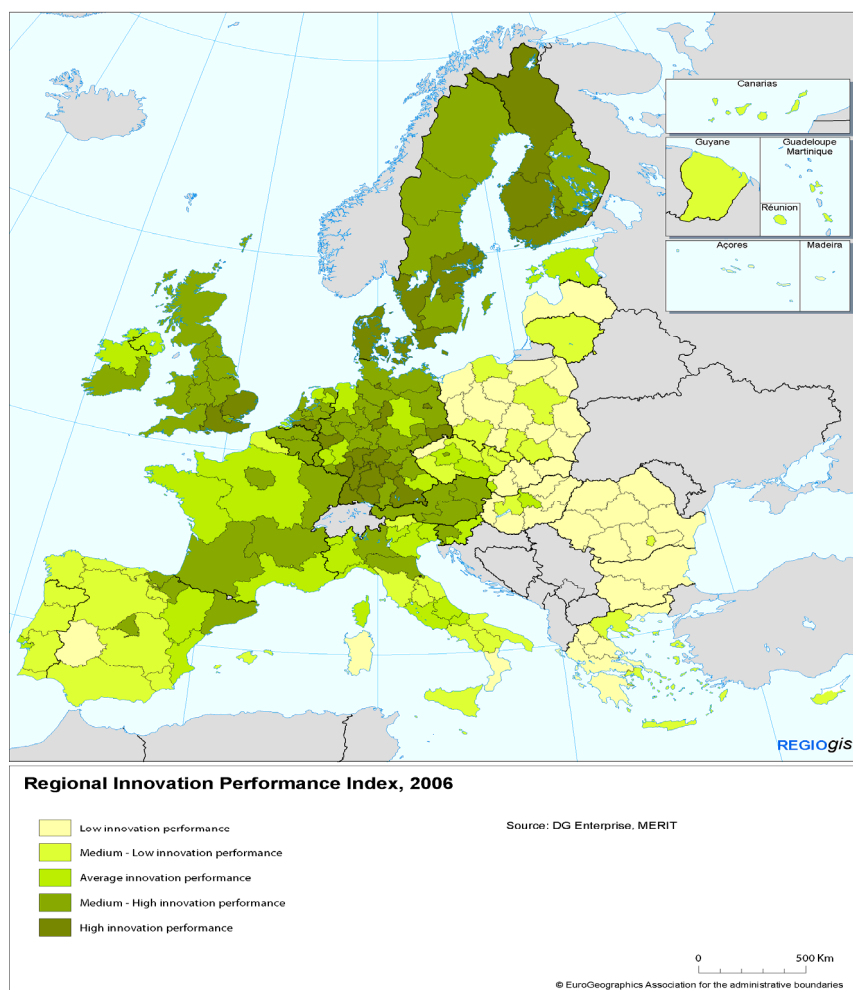 Canarias
Guyane
Guadeloupe
Martinique
Réunion
Açores
Madeira
REGIOgis
Regional Innovation Performance Index, 2006
Low innovation performance
Source: DG Enterprise, MERIT
Medium - Low innovation performance
Average innovation performance
Medium - High innovation performance
High innovation performance
0 500 Km
© EuroGeographics Association for the administrative boundaries